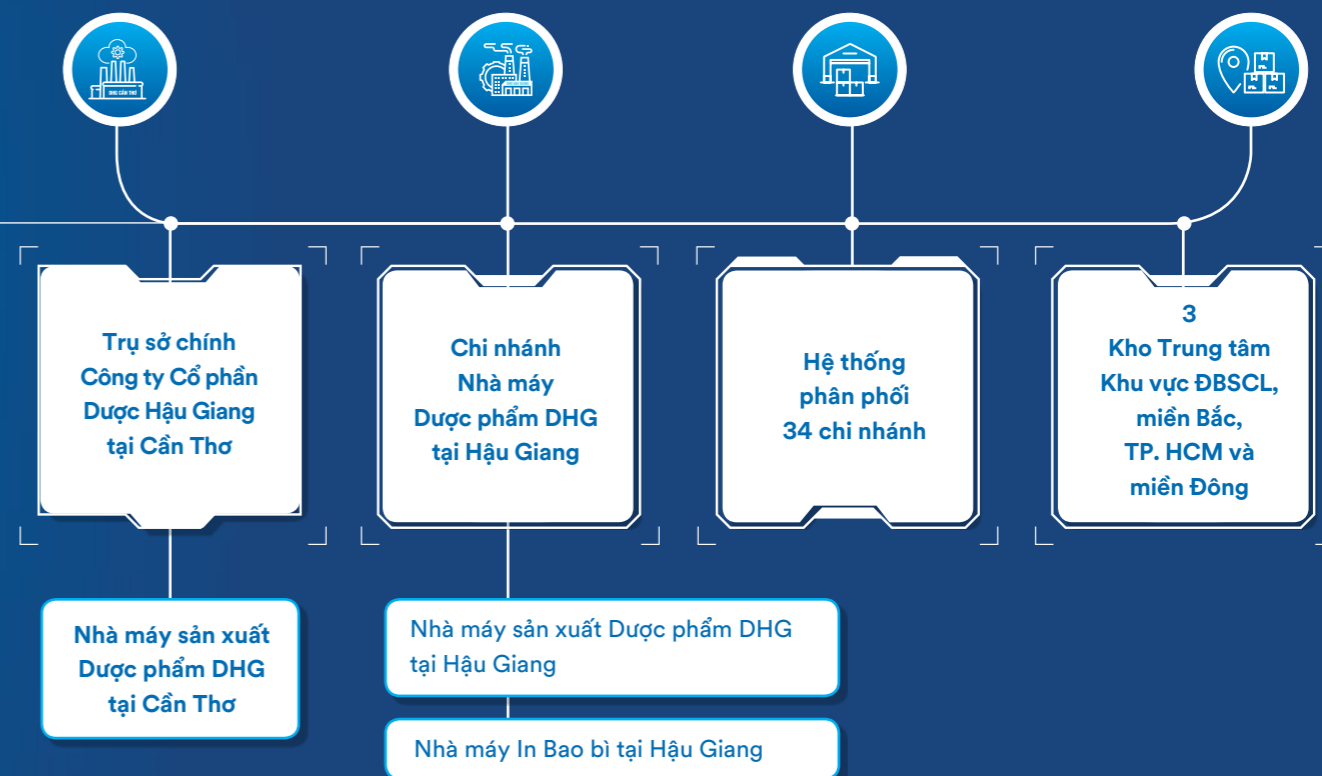 DHG CẦN THƠ
Trụ sở chính
Công ty Cổ phần
Dược Hậu Giang
tại Cần Thơ
Chi nhánh
Nhà máy
Dược phẩm DHG
tại Hậu Giang
Hệ thống
phân phối
34 chi nhánh
3
Kho Trung tâm
Khu vực ĐBSCL,
miền Bắc,
TP. HCM và
miền Đông
Nhà máy sản xuất
Dược phẩm DHG
tại Cần Thơ
Nhà máy sản xuất Dược phẩm DHG
tại Hậu Giang
Nhà máy In Bao bì tại Hậu Giang